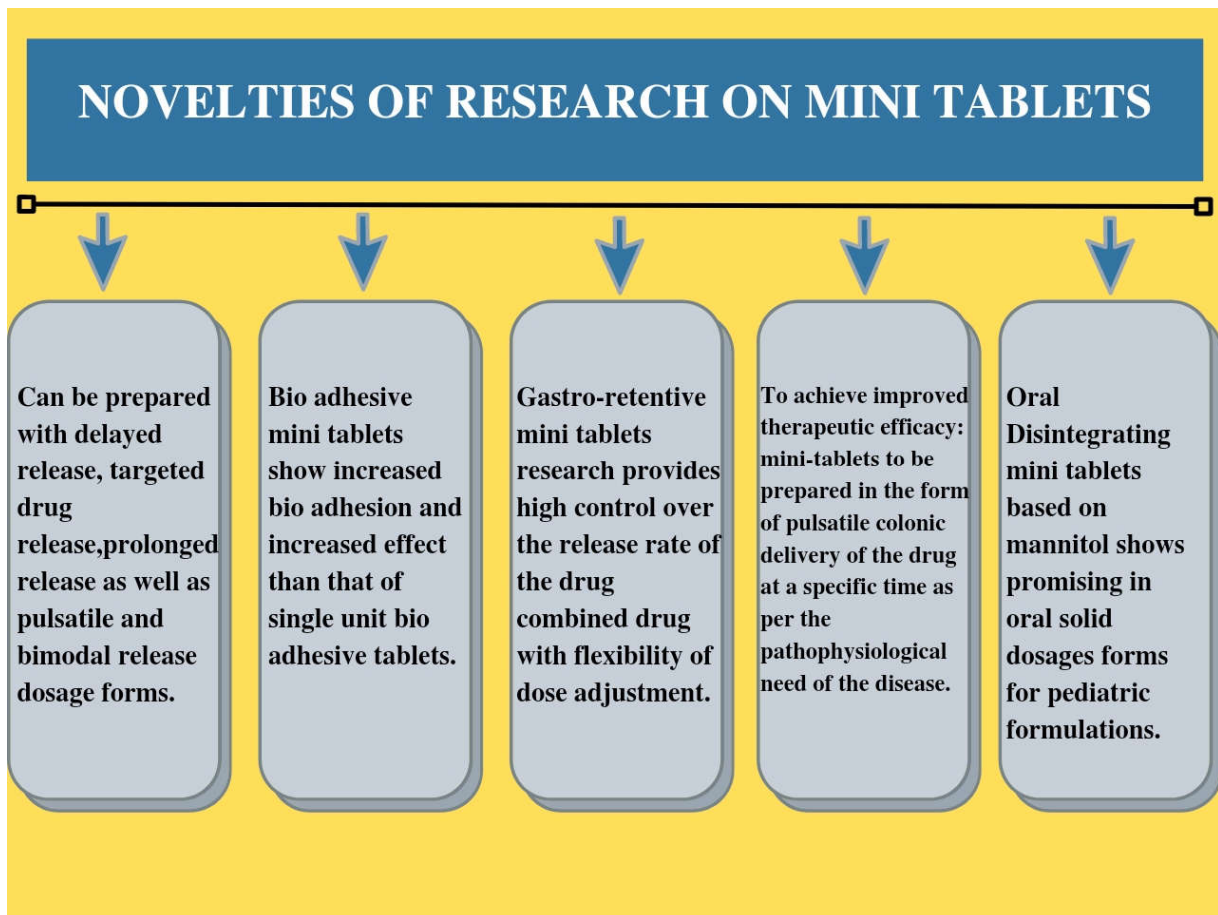 NOVELTIES OF RESEARCH ON MINI TABLETS
Can be prepared
with delayed
release, targeted
drug
release,prolonged
release as well as
pulsatile and
bimodal release
dosage forms.
Bio adhesive
mini tablets
show increased
bio adhesion and
increased effect
than that of
single unit bio
adhesive tablets.
Gastro-retentive
mini tablets
research provides
high control over
the release rate of
the drug
combined drug
with flexibility of
dose adjustment.
To achieve improved
therapeutic efficacy:
mini-tablets to be
prepared in the form
of pulsatile colonic
delivery of the drug
at a specific time as
per the
pathophysiological
need of the disease.
Oral
Disintegrating
mini tablets
based on
mannitol shows
promising in
oral solid
dosages forms
for pediatric
formulations.